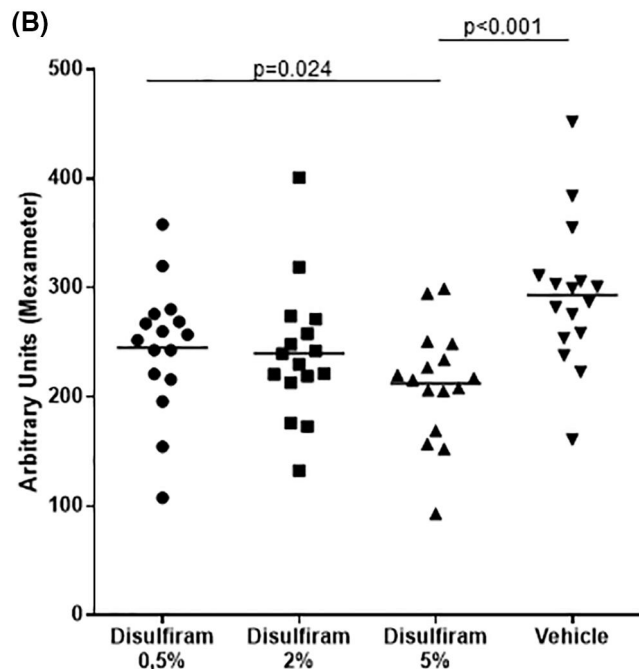 (B)
p<0.001
p=0.024
500
400
300
200
100
0
Arbitrary Units (Mexameter)
Disulfiram Disulfiram Disulfiram Vehicle
0,5% 2% 5%